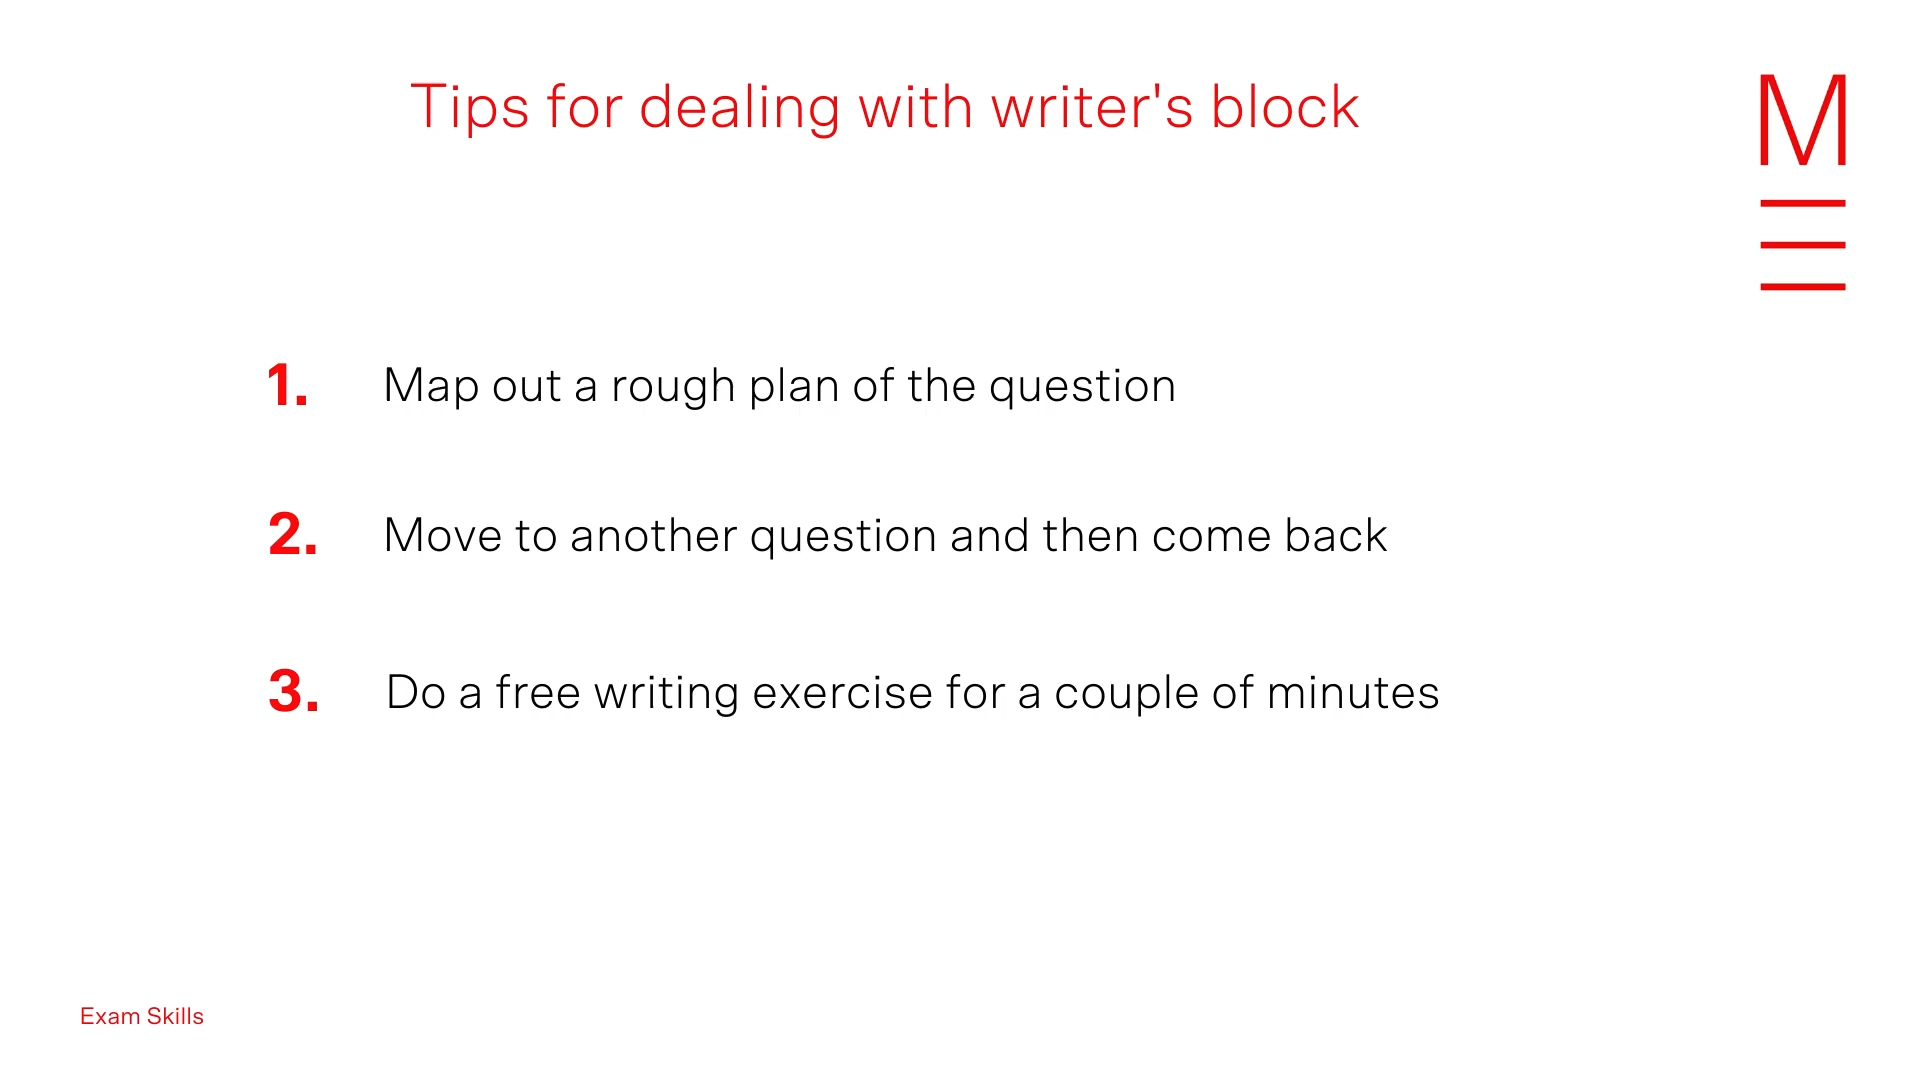 Tips for dealing with writer's block
M
1. Map out a rough plan of the question
2. Move to another question and then come back
3. Do a free writing exercise for a couple of minutes
Exam Skills